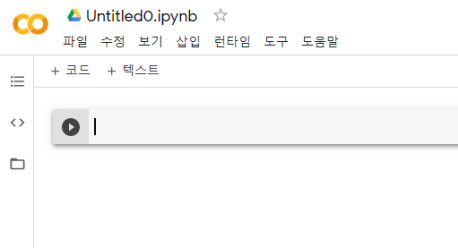 Untitled0.ipynb
파일 수정 보기 삽입 런타임 도구 도움말
+ 코드 + 텍스트